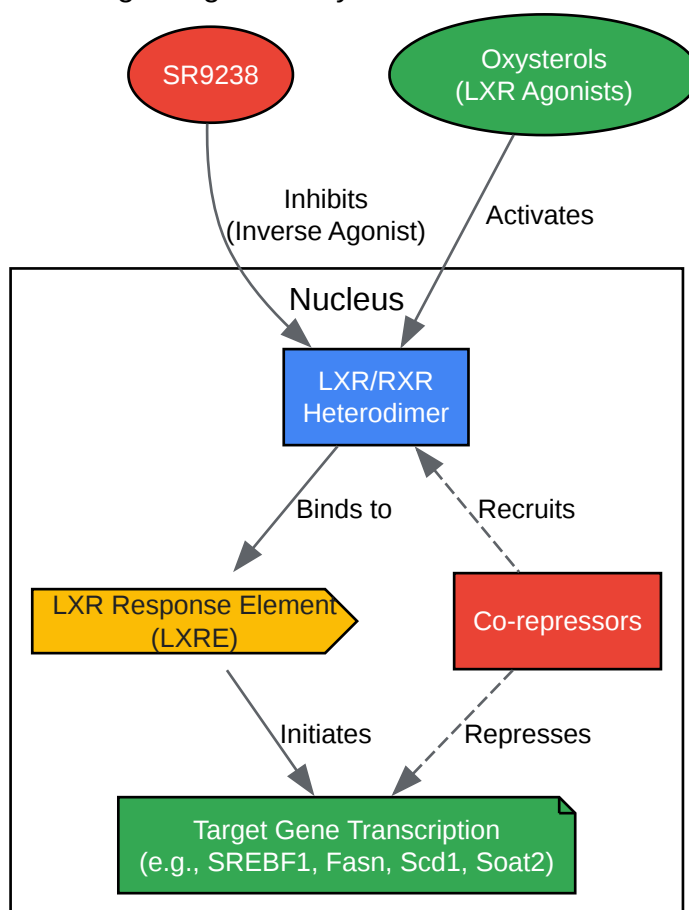 SR9238
Oxysterols
(LXR Agonists)
Inhibits
(Inverse Agonist)
Activates
Nucleus
LXR/RXR
Heterodimer
Binds to
Recruits
LXR Response Element
(LXRE)
Co-repressors
Initiates
Represses
Target Gene Transcription
(e.g., SREBF1, Fasn, Scd1, Soat2)